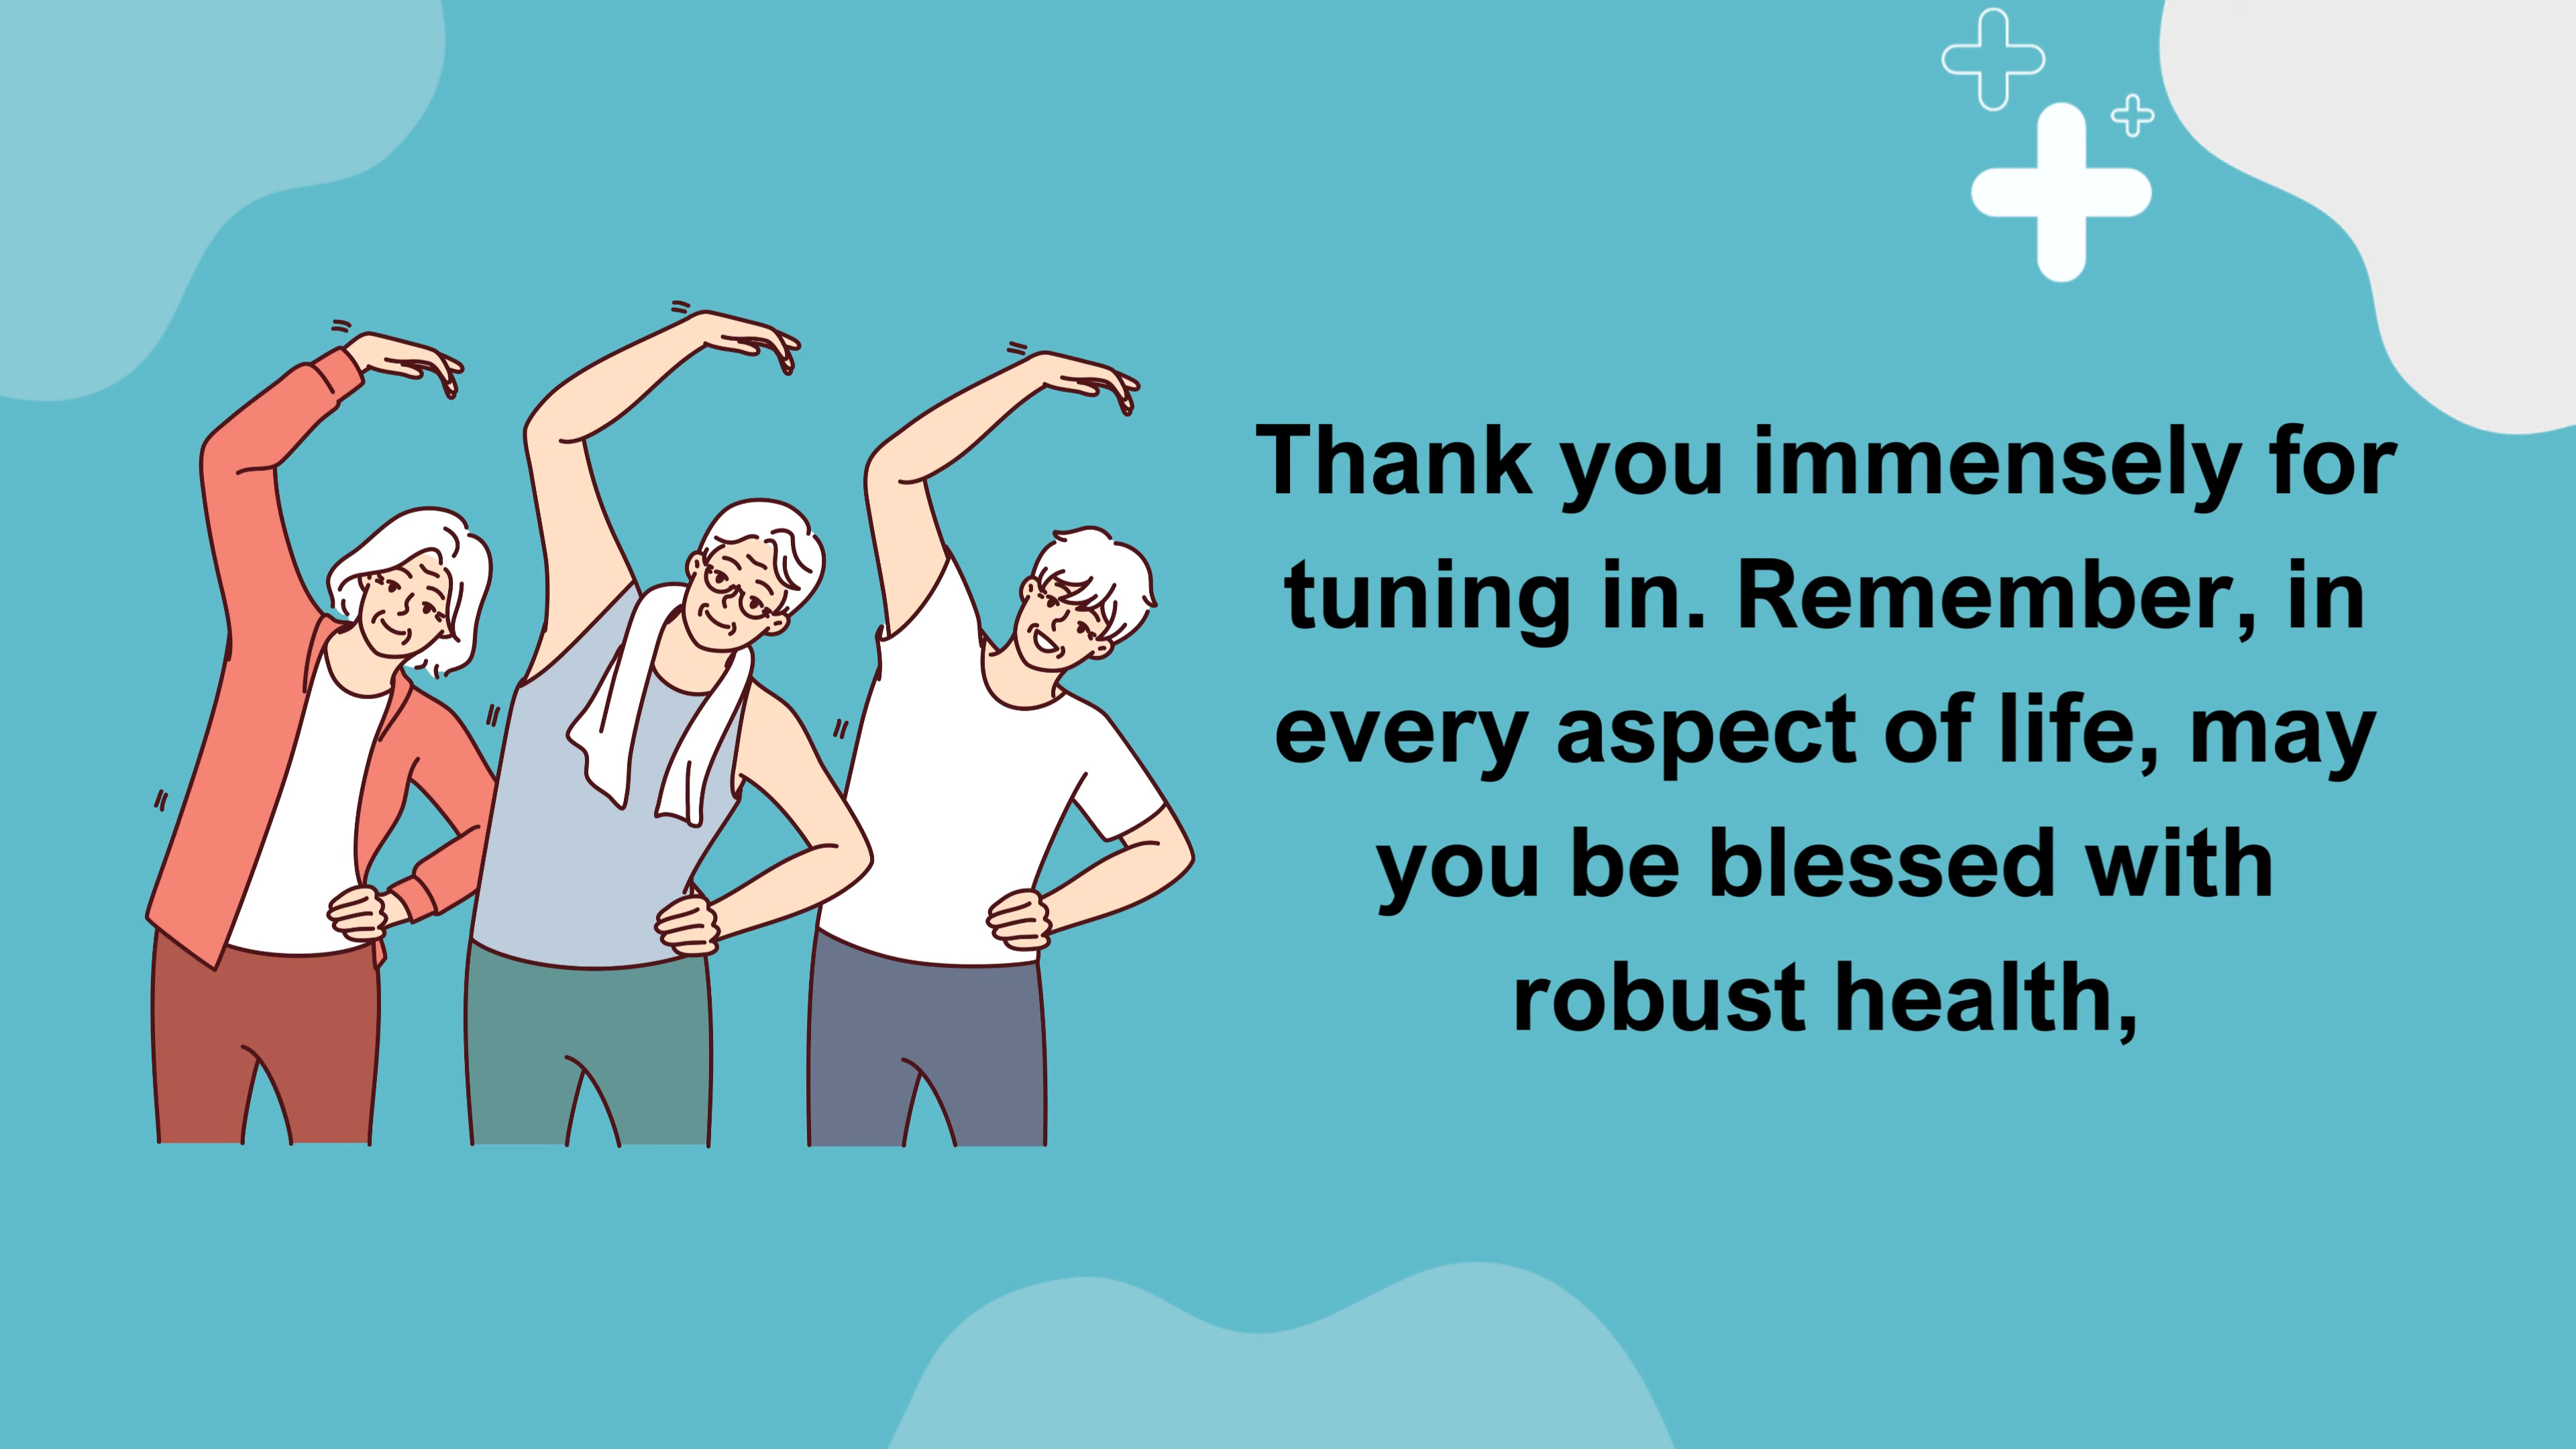 Thank you immensely for
tuning in. Remember, in
every aspect of life, may
you be blessed with
robust health,